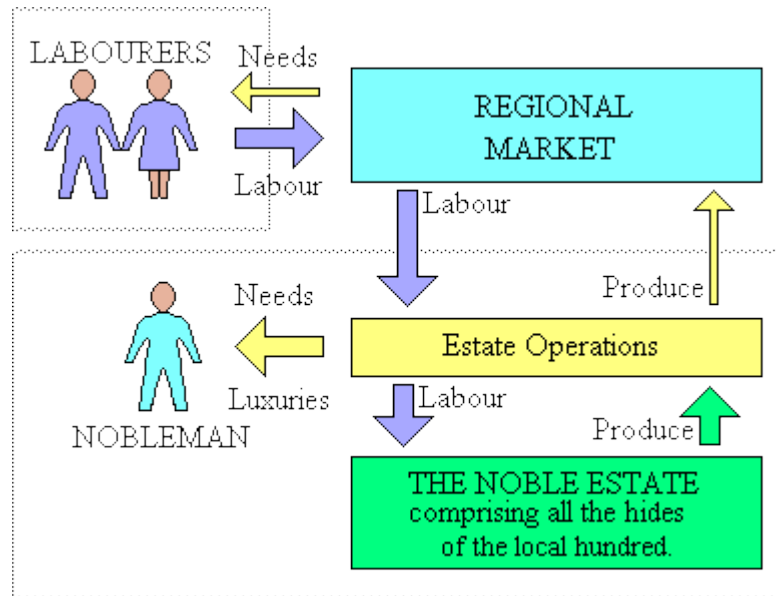 LABOURERS
Needs
Labour
REGIONAL
MARKET
Labour
Produce
Needs
Luxuries
NOBLEMAN
Estate Operations
Labour
Produce
THE NOBLE ESTATE
comprising all the hides
of the local hundred.